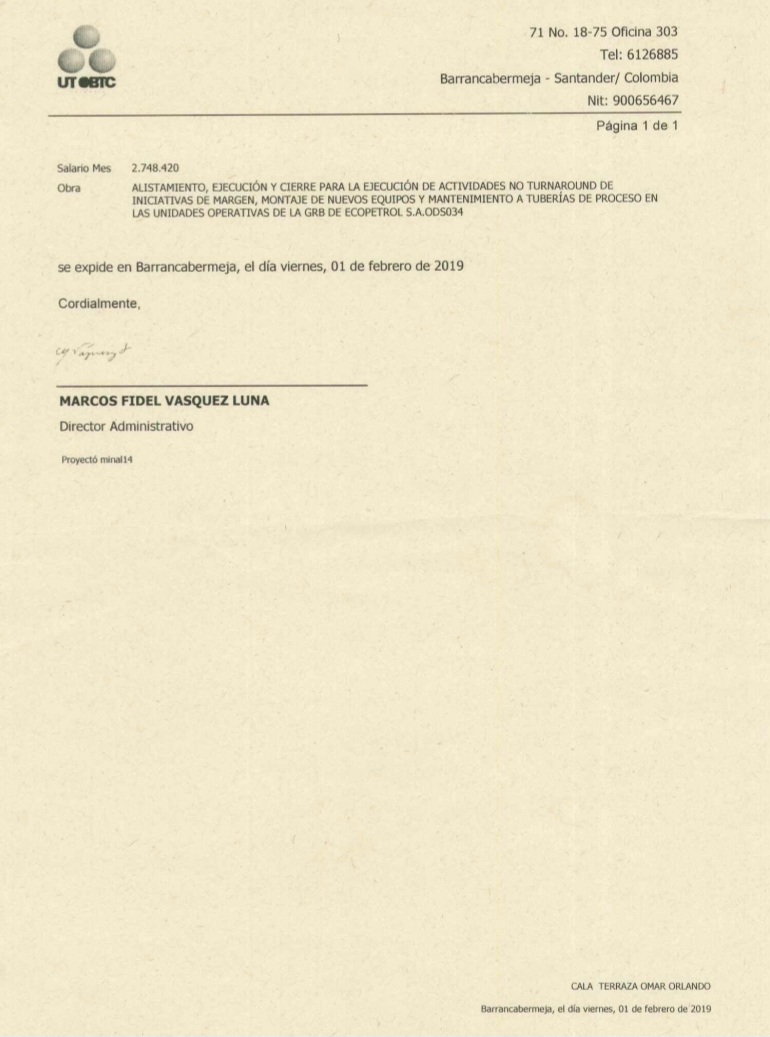 UT OBTC
71 No. 18-75 Oficina 303
Tel: 6126885
Barrancabermeja - Santander/ Colombia
Nit: 900656467
Página 1 de 1
Salario Mes 2.748.420
Obra ALISTAMIENTO, EJECUCIÓN Y CIERRE PARA LA EJECUCIÓN DE ACTIVIDADES NO TURNAROUND DE
INICIATIVAS DE MARGEN, MONTAJE DE NUEVOS EQUIPOS Y MANTENIMIENTO A TUBERÍAS DE PROCESO EN
LAS UNIDADES OPERATIVAS DE LA GRB DE ECOPETROL S.A.ODS034
se expide en Barrancabermeja, el día viernes, 01 de febrero de 2019
Cordialmente,
MARCOS FIDEL VASQUEZ LUNA
Director Administrativo
Proyectó minal14
CALA TERRAZA OMAR ORLANDO
Barrancabermeja, el día viernes, 01 de febrero de 2019